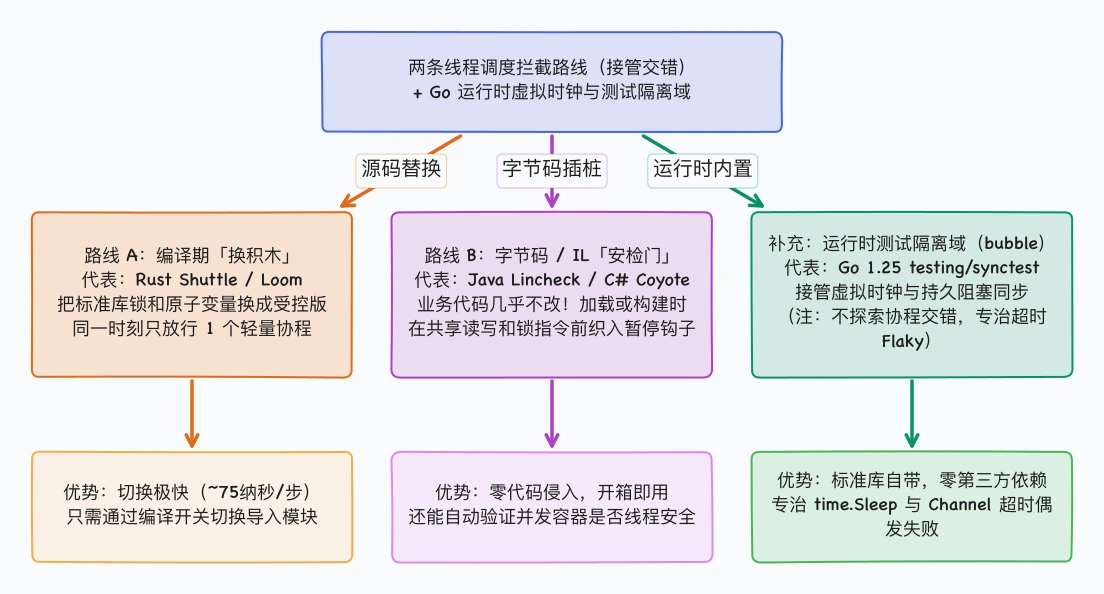 两条线程调度拦截路线（接管交错）
+ Go 运行时虚拟时钟与测试隔离域
源码替换
字节码插桩
运行时内置
路线 A：编译期「换积木」
代表：Rust Shuttle / Loom
把标准库锁和原子变量换成受控版
同一时刻只放行 1 个轻量协程
路线 B：字节码 / IL「安检门」
代表：Java Lincheck / C# Coyote
业务代码几乎不改！加载或构建时
在共享读写和锁指令前织入暂停钩子
补充：运行时测试隔离域（bubble）
代表：Go 1.25 testing/synctest
接管虚拟时钟与持久阻塞同步
（注：不探索协程交错，专治超时
Flaky）
优势：切换极快（~75纳秒/步）
只需通过编译开关切换导入模块
优势：零代码侵入，开箱即用
还能自动验证并发容器是否线程安全
优势：标准库自带，零第三方依赖
专治 time.Sleep 与 Channel 超时偶
发失败